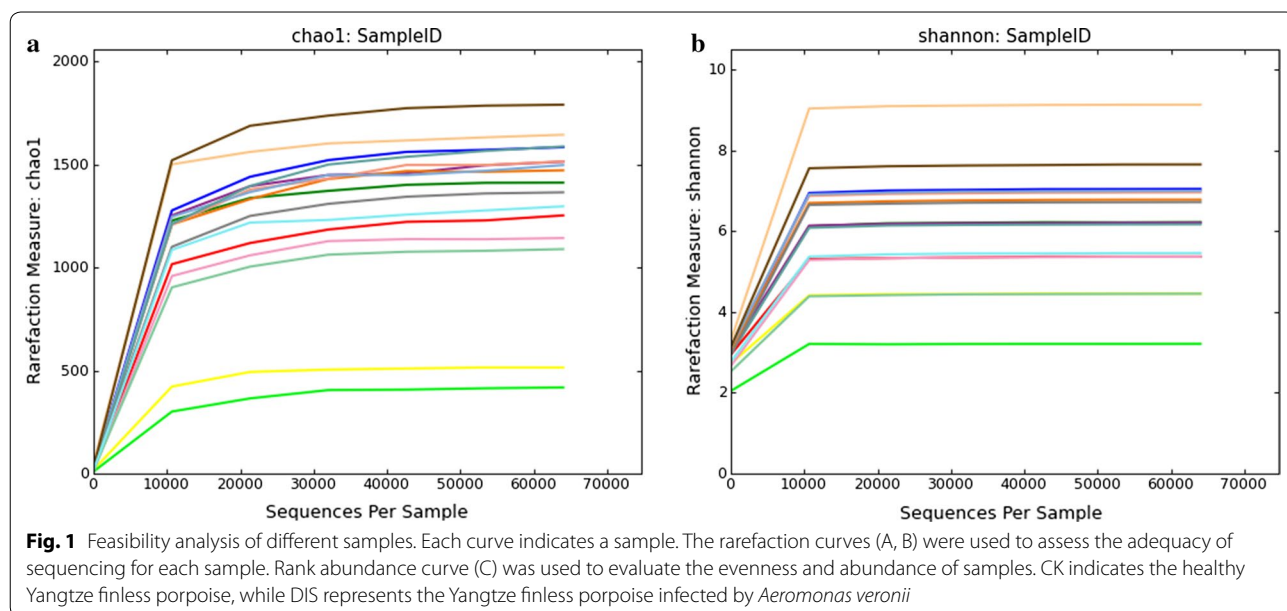 a
chao1: SampleID
2000
1500
1000
500
0
Rarefaction Measure: chao1
0 10000 20000 30000 40000 50000 60000 70000
Sequences Per Sample
b
shannon: SampleID
10
8
6
4
2
0
Rarefaction Measure: shannon
0 10000 20000 30000 40000 50000 60000 70000
Sequences Per Sample
Fig. 1 Feasibility analysis of different samples. Each curve indicates a sample. The rarefaction curves (A, B) were used to assess the adequacy of
sequencing for each sample. Rank abundance curve (C) was used to evaluate the evenness and abundance of samples. CK indicates the healthy
Yangtze finless porpoise, while DIS represents the Yangtze finless porpoise infected by Aeromonas veronii